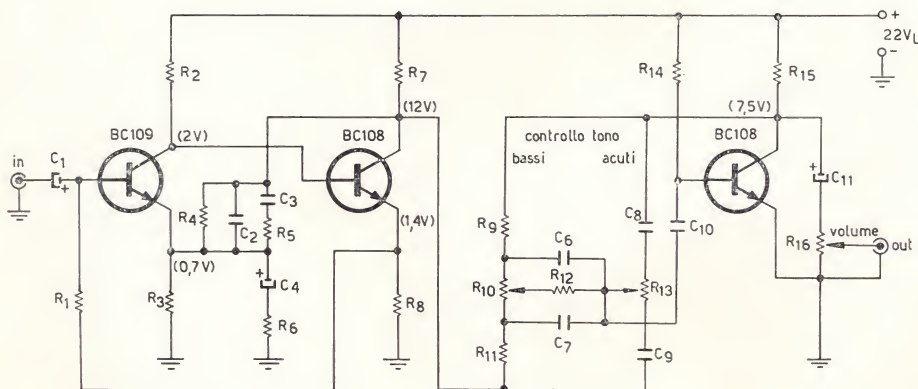 +
22V
-
R2
R7
R14
R15
(12V)
(7,5V)
BC109
(2V)
BC108
controllo tono
BC108
in
C1
+
bassi
acuti
C3
C8
C10
+
C11
R4
C2
R5
R9
(1,4V)
C6
R16
volume
out
(0,7V)
+
C4
R12
R10
R13
R1
R3
R6
R8
C7
R11
C9